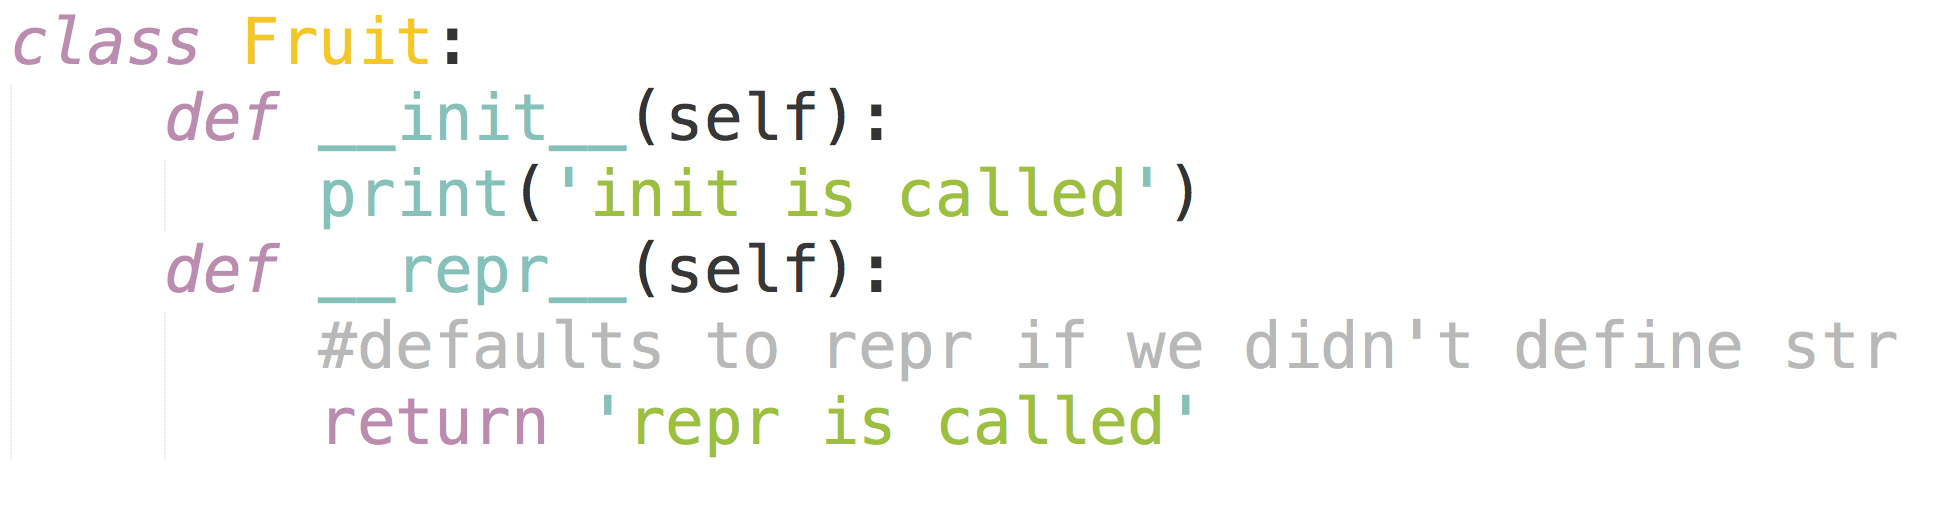 class Fruit:
    def __init__(self):
        print('init is called')
    def __repr__(self):
        #defaults to repr if we didn't define str
        return 'repr is called'